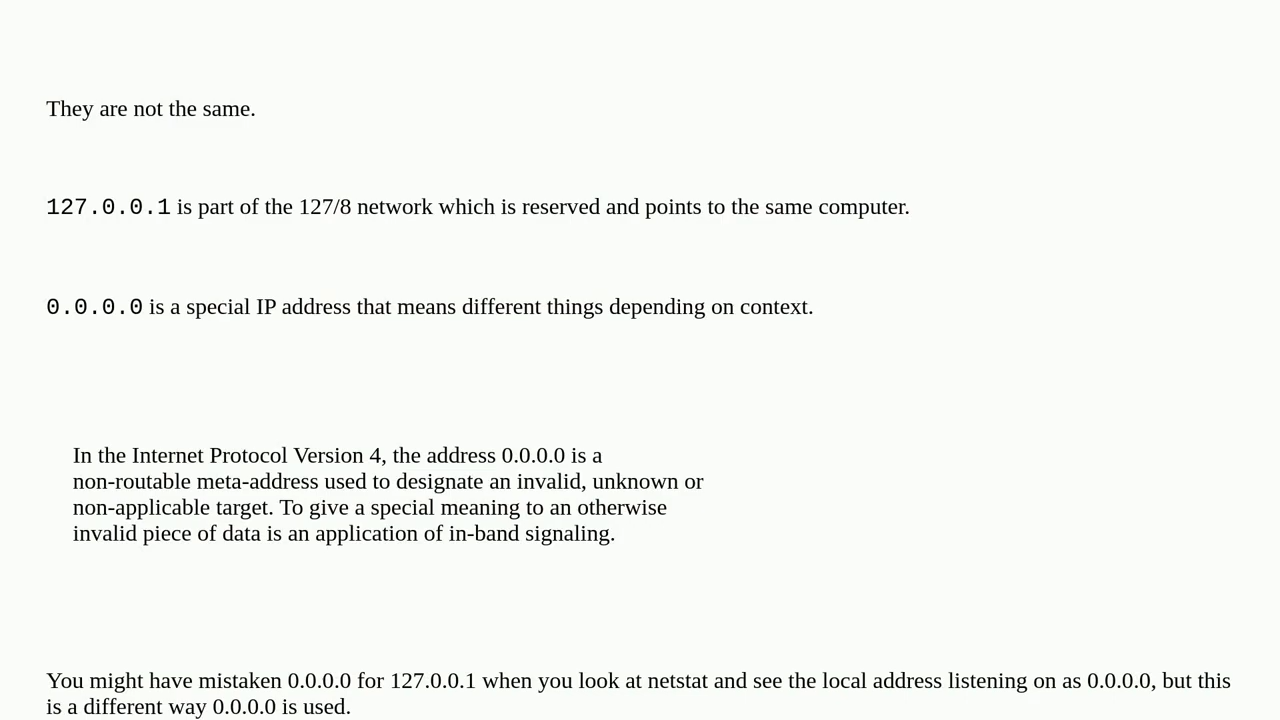 They are not the same.
127.0.0.1 is part of the 127/8 network which is reserved and points to the same computer.
0.0.0.0 is a special IP address that means different things depending on context.
In the Internet Protocol Version 4, the address 0.0.0.0 is a
non-routable meta-address used to designate an invalid, unknown or
non-applicable target. To give a special meaning to an otherwise
invalid piece of data is an application of in-band signaling.
You might have mistaken 0.0.0.0 for 127.0.0.1 when you look at netstat and see the local address listening on as 0.0.0.0, but this
is a different way 0.0.0.0 is used.